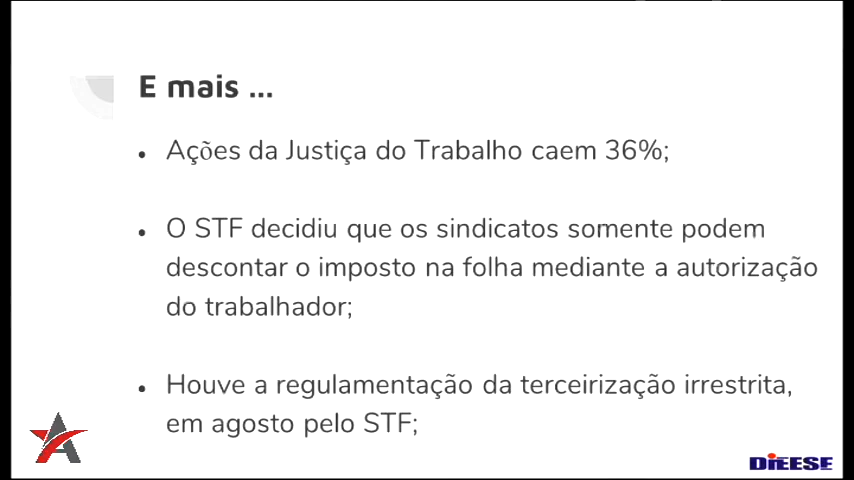 E mais ...
• Ações da Justiça do Trabalho caem 36%;
• O STF decidiu que os sindicatos somente podem
descontar o imposto na folha mediante a autorização
do trabalhador;
• Houve a regulamentação da terceirização irrestrita,
em agosto pelo STF;
DIEESE